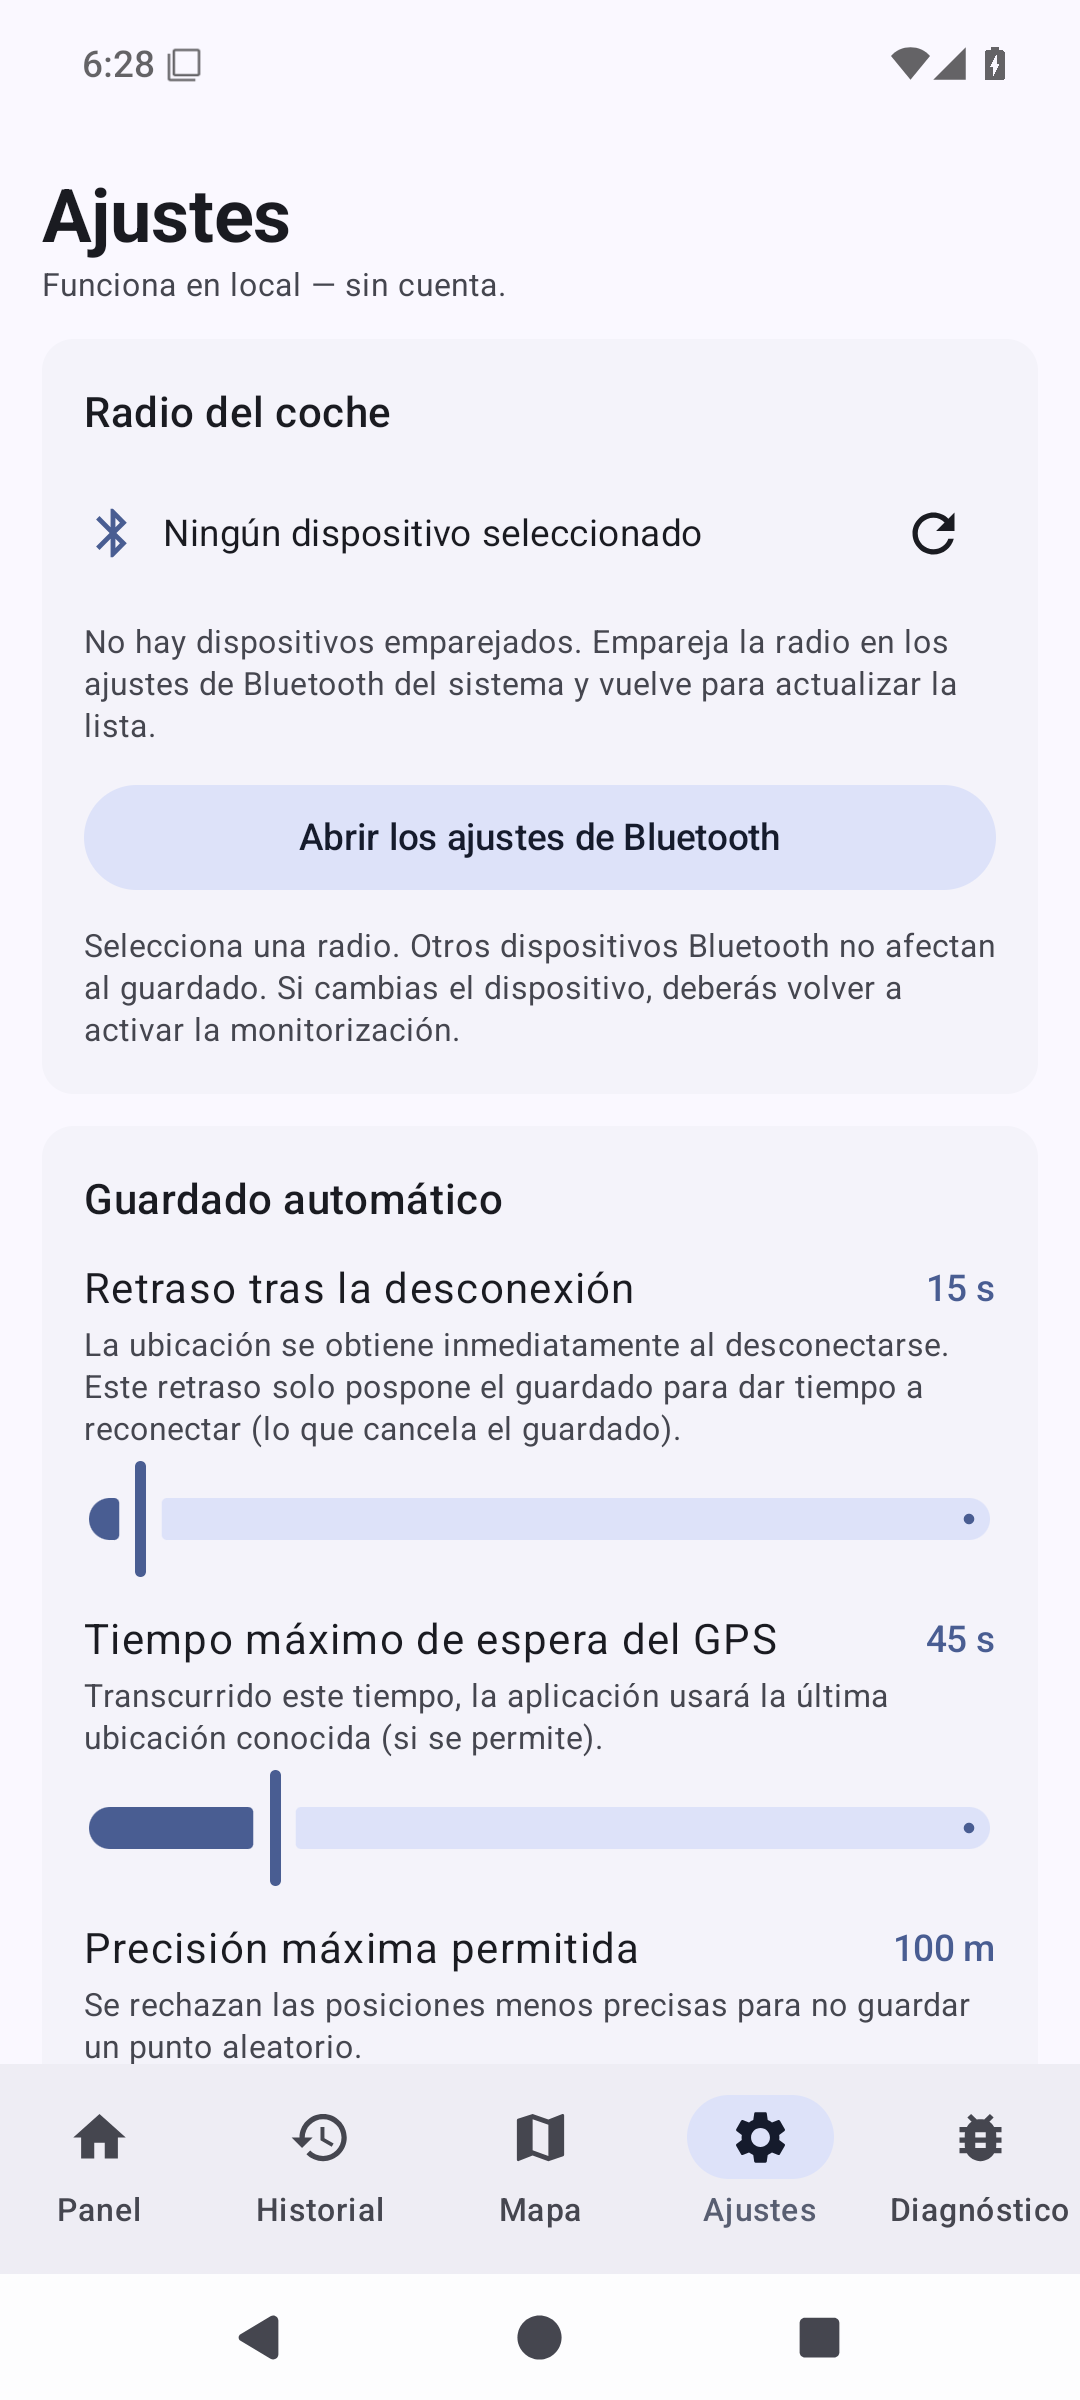 6:28
Ajustes
Funciona en local — sin cuenta.
Radio del coche
Ningún dispositivo seleccionado
No hay dispositivos emparejados. Empareja la radio en los
ajustes de Bluetooth del sistema y vuelve para actualizar la
lista.
Abrir los ajustes de Bluetooth
Selecciona una radio. Otros dispositivos Bluetooth no afectan
al guardado. Si cambias el dispositivo, deberás volver a
activar la monitorización.
Guardado automático
Retraso tras la desconexión 15 s
La ubicación se obtiene inmediatamente al desconectarse.
Este retraso solo pospone el guardado para dar tiempo a
reconectar (lo que cancela el guardado).
Tiempo máximo de espera del GPS 45 s
Transcurrido este tiempo, la aplicación usará la última
ubicación conocida (si se permite).
Precisión máxima permitida 100 m
Se rechazan las posiciones menos precisas para no guardar
un punto aleatorio.
Panel Historial Mapa Ajustes Diagnóstico